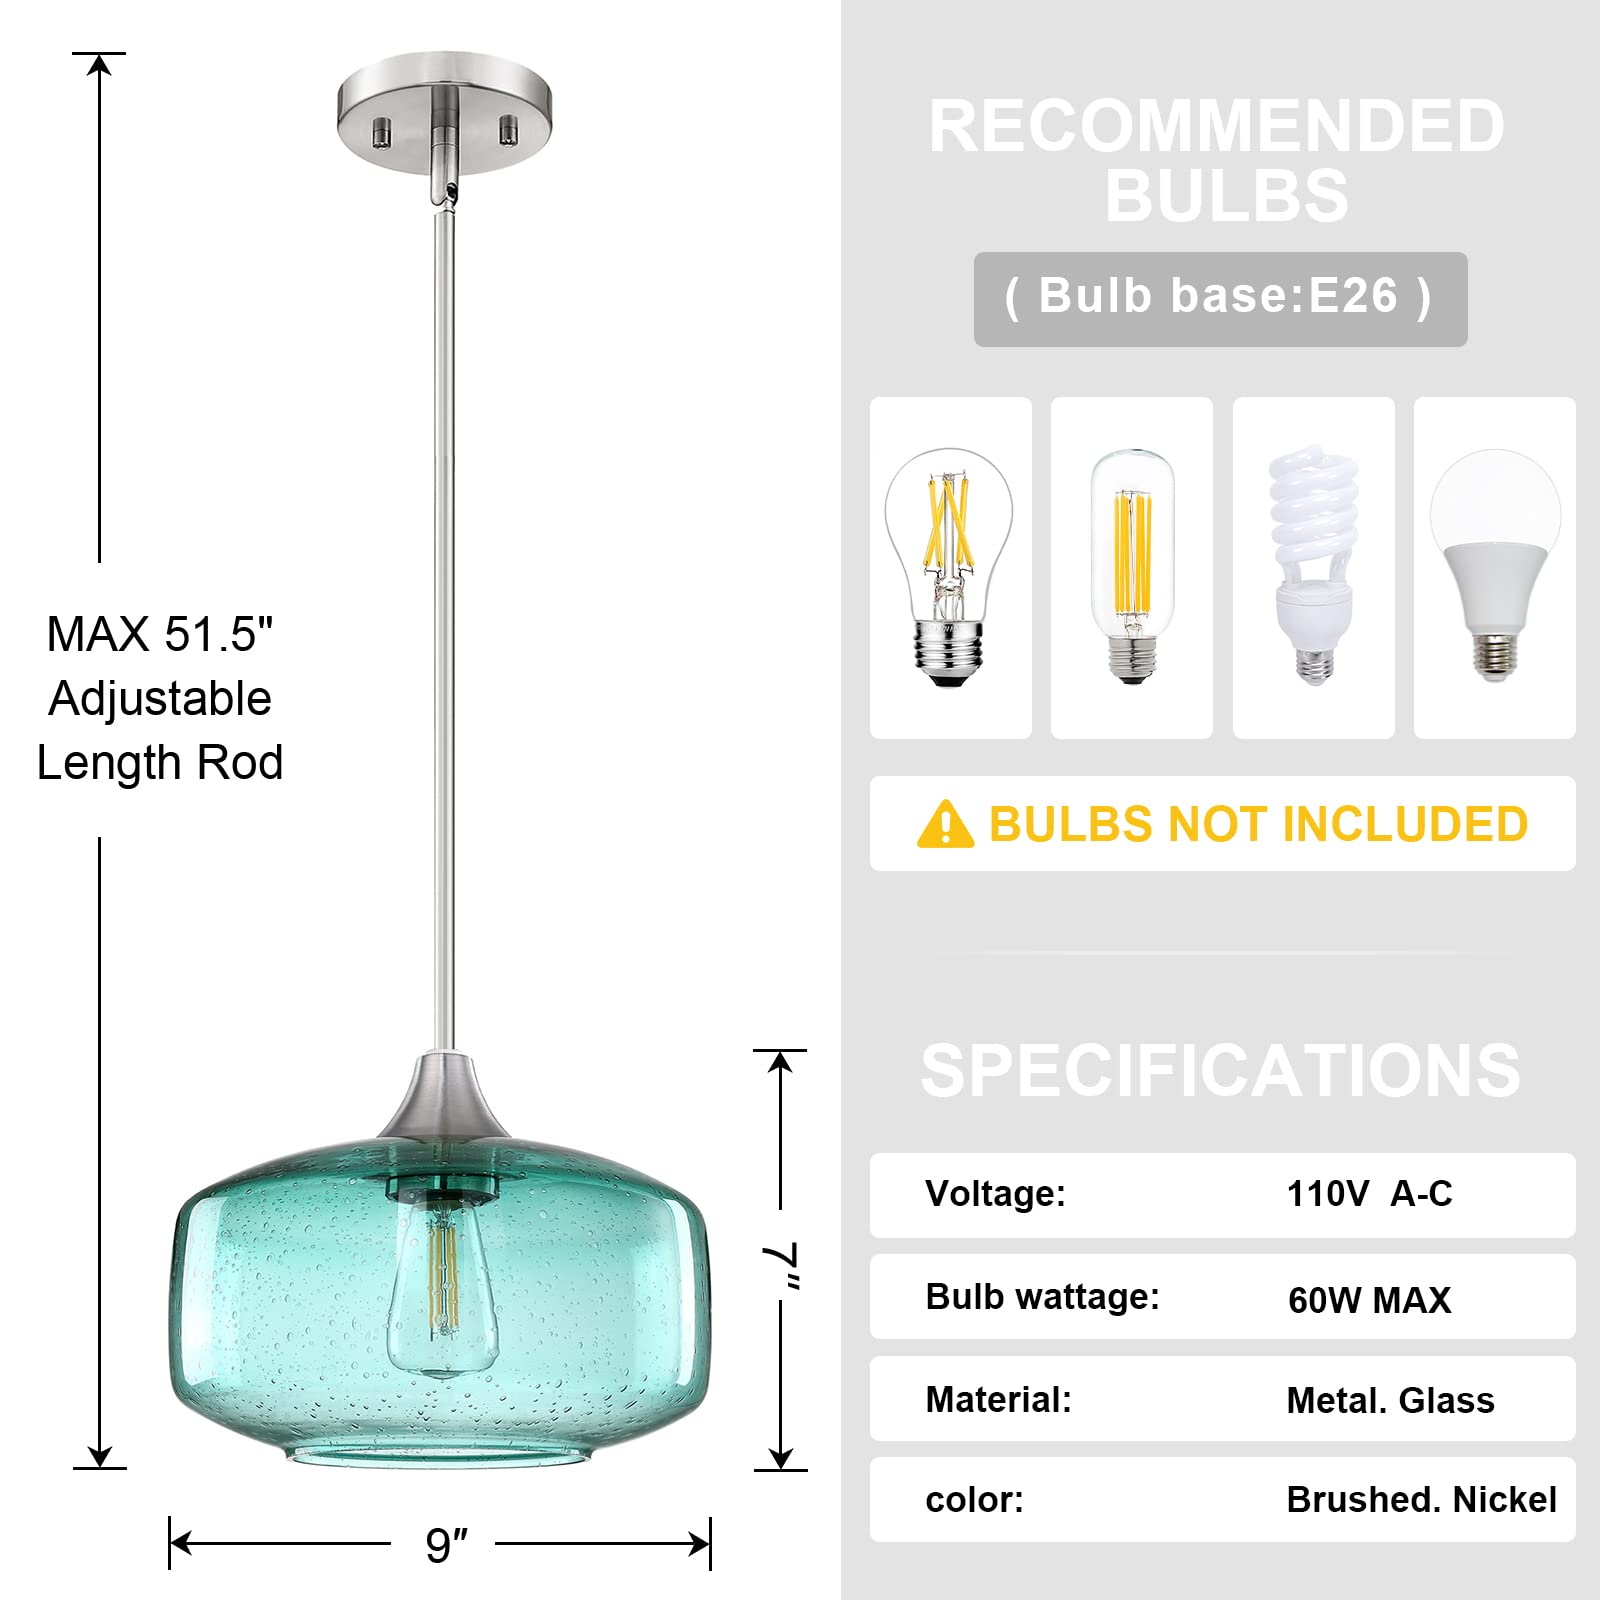 MAX 51.5"
Adjustable
Length Rod
7"
9"
RECOMMENDED
BULBS
( Bulb base:E26 )
BULBS NOT INCLUDED
SPECIFICATIONS
Voltage: 110V A-C
Bulb wattage: 60W MAX
Material: Metal. Glass
color: Brushed. Nickel